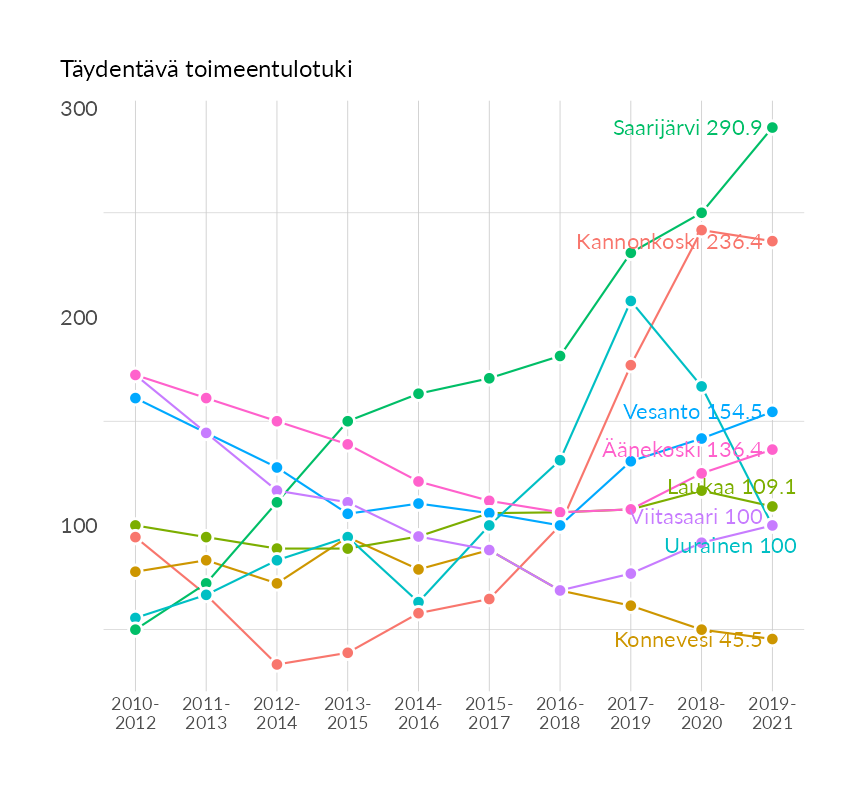 Täydentävä toimeentulotuki
300
200
100
Saarijärvi 290.9
Kannonkoski 236.4
Vesanto 154.5
Äänekoski 136.4
Laukaa 109.1
Viitasaari 100
Uurainen 100
Konnevesi 45.5
2010- 2011- 2012- 2013- 2014- 2015- 2016- 2017- 2018- 2019-
2012 2013 2014 2015 2016 2017 2018 2019 2020 2021